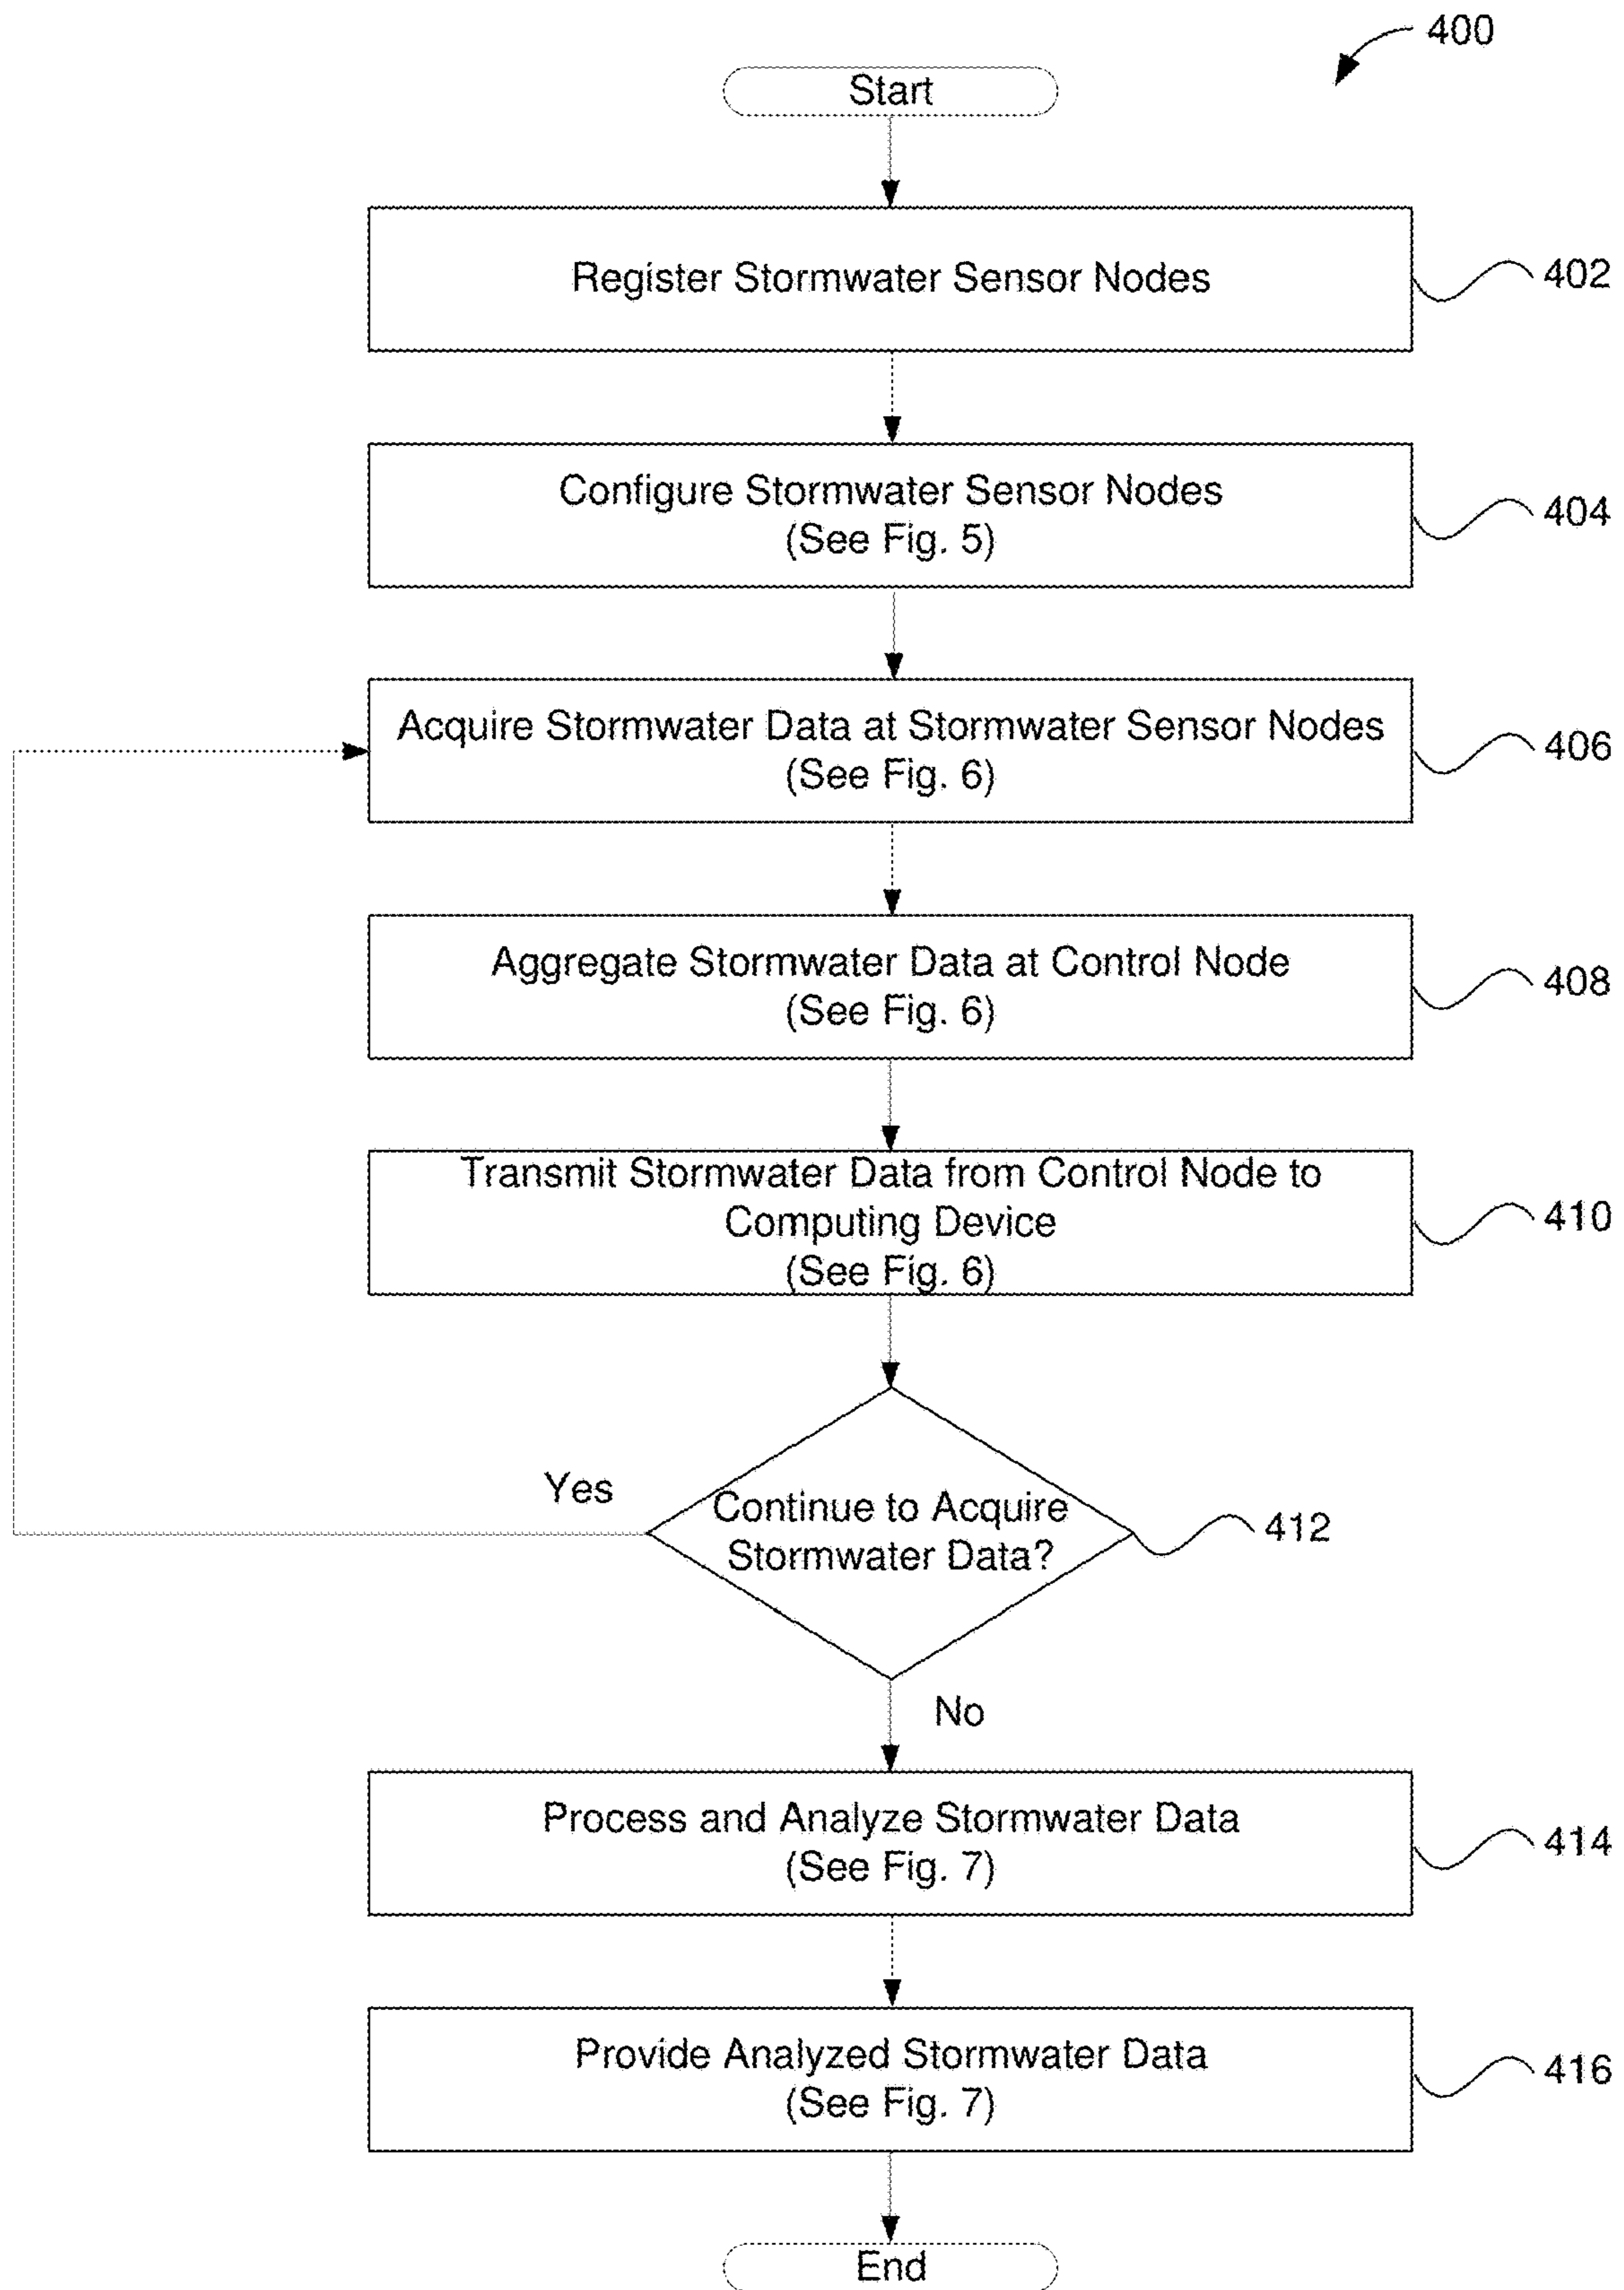 400
Start
Register Stormwater Sensor Nodes
402
Configure Stormwater Sensor Nodes
(See Fig. 5)
404
Acquire Stormwater Data at Stormwater Sensor Nodes
(See Fig. 6)
406
Aggregate Stormwater Data at Control Node
(See Fig. 6)
408
Transmit Stormwater Data from Control Node to
Computing Device
(See Fig. 6)
410
Yes
Continue to Acquire
Stormwater Data?
412
No
Process and Analyze Stormwater Data
(See Fig. 7)
414
Provide Analyzed Stormwater Data
(See Fig. 7)
416
End